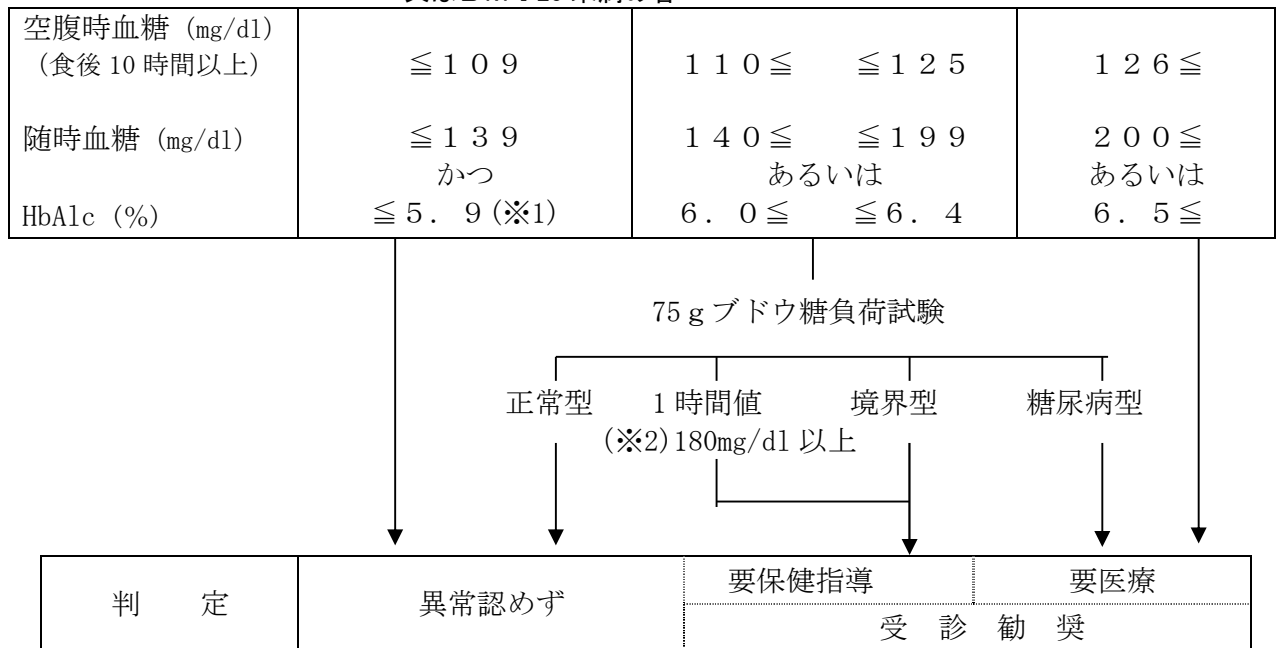 空腹時血糖 (mg/dl)
(食後 10 時間以上) ≦１０９ １１０≦ ≦１２５ １２６≦
随時血糖 (mg/dl) ≦１３９ １４０≦ ≦１９９ ２００≦
かつ あるいは あるいは
HbA1c (%) ≦５．９(※1) ６．０≦ ≦６．４ ６．５≦
75ｇブドウ糖負荷試験
正常型 1 時間値 境界型 糖尿病型
(※2)180mg/dl 以上
要保健指導 要医療
判 定 異常認めず
受 診 勧 奨